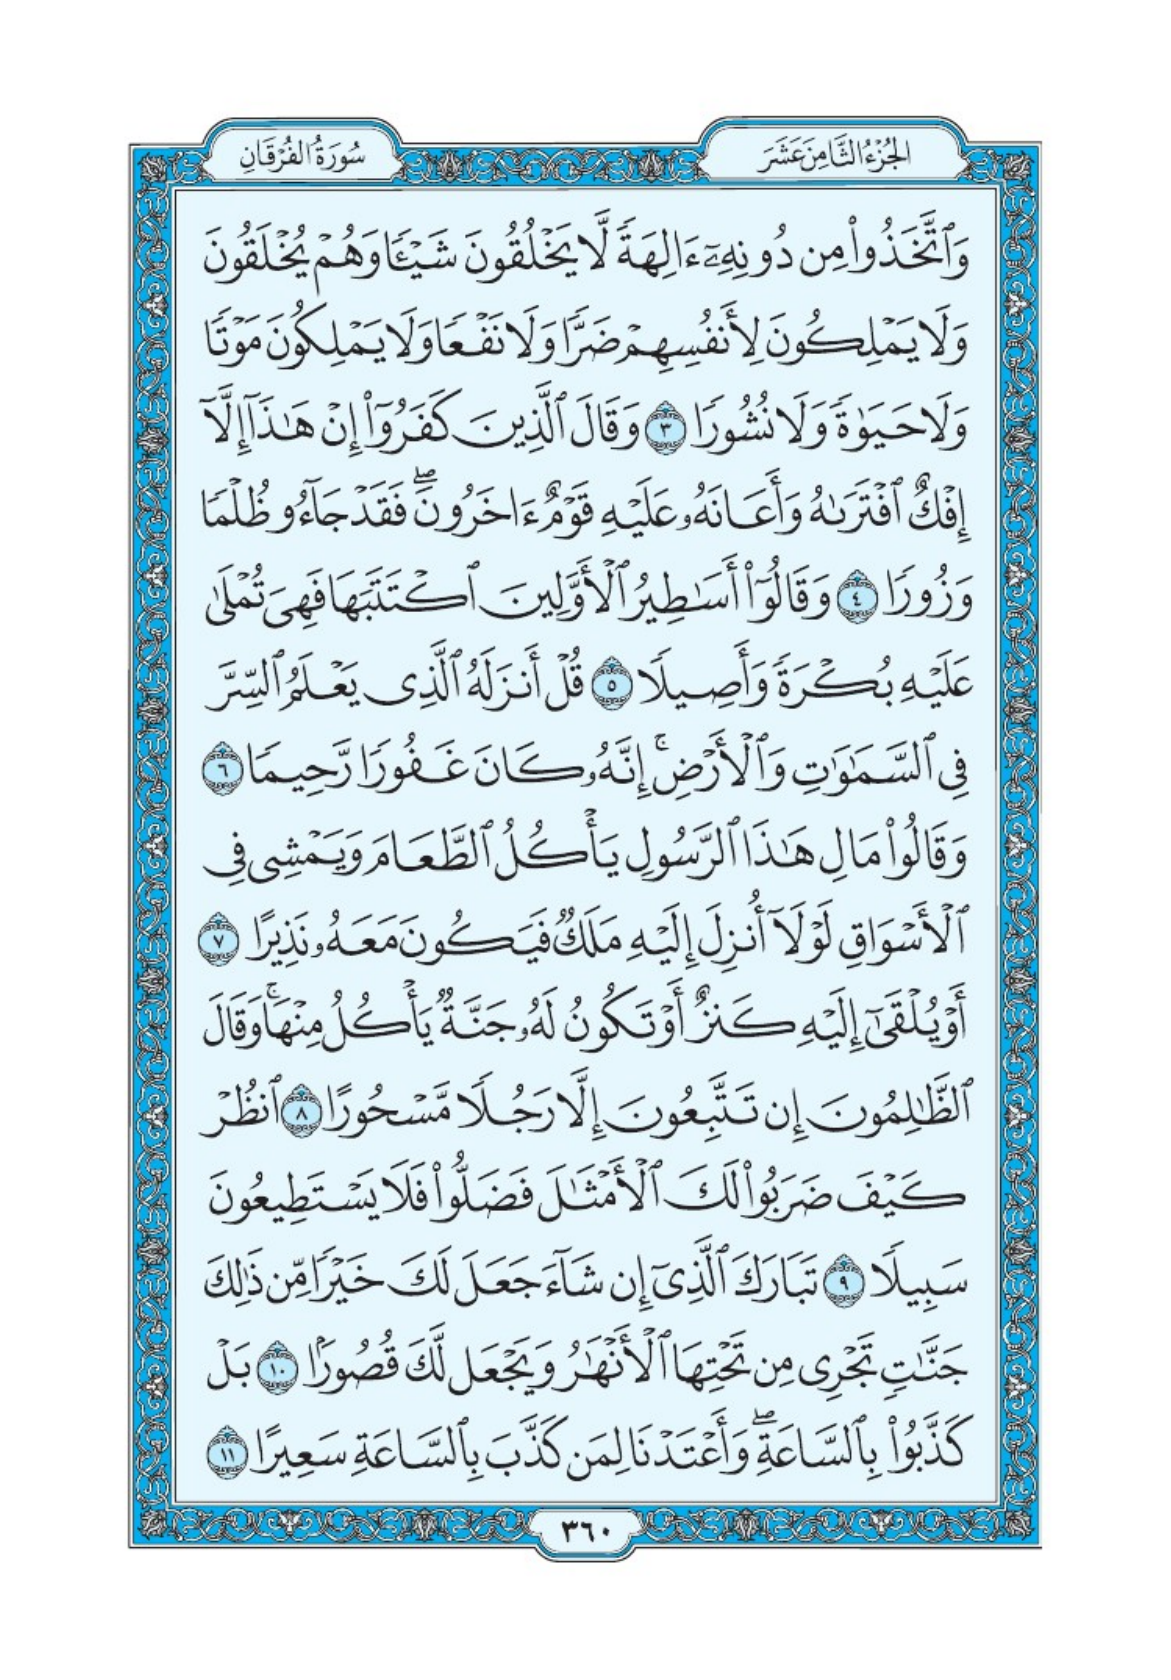 الجُزْءُ الثَّامِنَ عَشَرَ
سُورَةُ الفُرْقَانِ
وَٱتَّخَذُوا۟ مِن دُونِهِۦٓ ءَالِهَةً لَّا يَخْلُقُونَ شَيْـًٔا وَهُمْ يُخْلَقُونَ
وَلَا يَمْلِكُونَ لِأَنفُسِهِمْ ضَرًّا وَلَا نَفْعًا وَلَا يَمْلِكُونَ مَوْتًا
وَلَا حَيَوٰةً وَلَا نُشُورًا ٣ وَقَالَ ٱلَّذِينَ كَفَرُوٓا۟ إِنْ هَـٰذَآ إِلَّآ
إِفْكٌ ٱفْتَرَىٰهُ وَأَعَانَهُۥ عَلَيْهِ قَوْمٌ ءَاخَرُونَ ۖ فَقَدْ جَآءُو ظُلْمًا
وَزُورًا ٤ وَقَالُوٓا۟ أَسَـٰطِيرُ ٱلْأَوَّلِينَ ٱكْتَتَبَهَا فَهِىَ تُمْلَىٰ
عَلَيْهِ بُكْرَةً وَأَصِيلًا ٥ قُلْ أَنزَلَهُ ٱلَّذِى يَعْلَمُ ٱلسِّرَّ
فِى ٱلسَّمَـٰوَٰتِ وَٱلْأَرْضِ ۚ إِنَّهُۥ كَانَ غَفُورًا رَّحِيمًا ٦
وَقَالُوا۟ مَالِ هَـٰذَا ٱلرَّسُولِ يَأْكُلُ ٱلطَّعَامَ وَيَمْشِى فِى
ٱلْأَسْوَاقِ لَوْلَآ أُنزِلَ إِلَيْهِ مَلَكٌ فَيَكُونَ مَعَهُۥ نَذِيرًا ٧
أَوْ يُلْقَىٰٓ إِلَيْهِ كَنزٌ أَوْ تَكُونُ لَهُۥ جَنَّةٌ يَأْكُلُ مِنْهَا ۚ وَقَالَ
ٱلظَّـٰلِمُونَ إِن تَتَّبِعُونَ إِلَّا رَجُلًا مَّسْحُورًا ٨ ٱنظُرْ
كَيْفَ ضَرَبُوا۟ لَكَ ٱلْأَمْثَـٰلَ فَضَلُّوا۟ فَلَا يَسْتَطِيعُونَ
سَبِيلًا ٩ تَبَارَكَ ٱلَّذِىٓ إِن شَآءَ جَعَلَ لَكَ خَيْرًا مِّن ذَٰلِكَ
جَنَّـٰتٍ تَجْرِى مِن تَحْتِهَا ٱلْأَنْهَـٰرُ وَيَجْعَل لَّكَ قُصُورًۢا ١٠ بَلْ
كَذَّبُوا۟ بِٱلسَّاعَةِ ۖ وَأَعْتَدْنَا لِمَن كَذَّبَ بِٱلسَّاعَةِ سَعِيرًا ١١
٣٦٠